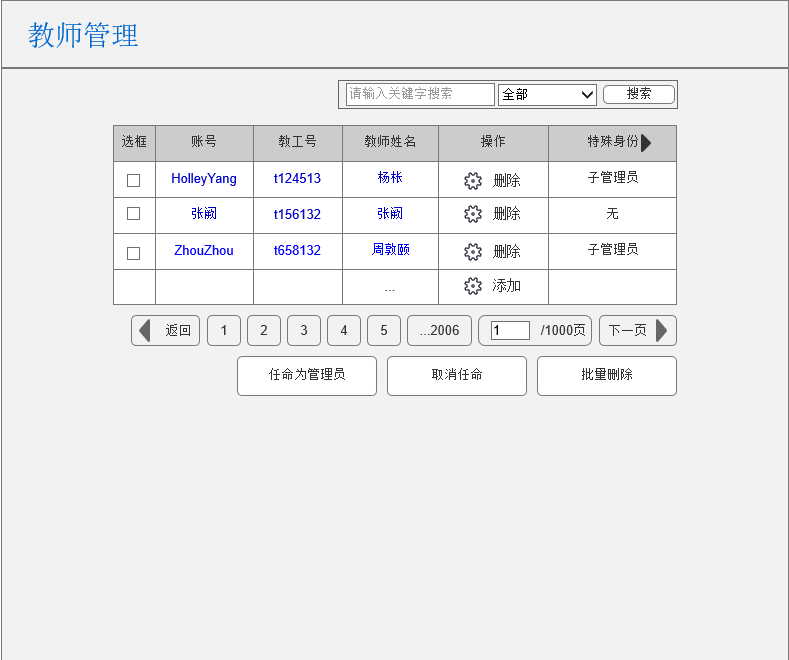 教师管理
请输入关键字搜索 全部 搜索
选框 账号 教工号 教师姓名 操作 特殊身份
HolleyYang t124513 杨枨 删除 子管理员
张阙 t156132 张阙 删除 无
ZhouZhou t658132 周敦颐 删除 子管理员
... 添加
返回 1 2 3 4 5 ...2006 1 /1000页 下一页
任命为管理员 取消任命 批量删除